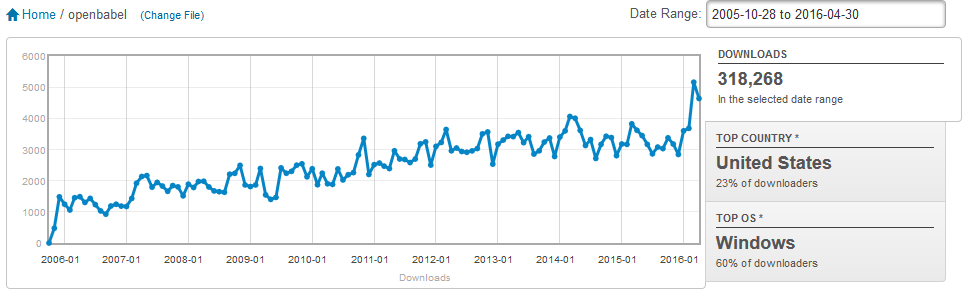 Home / openbabel (Change File)
Date Range: 2005-10-28 to 2016-04-30
6000
5000
4000
3000
2000
1000
0
2006-01 2007-01 2008-01 2009-01 2010-01 2011-01 2012-01 2013-01 2014-01 2015-01 2016-01
Downloads
DOWNLOADS
318,268
In the selected date range
TOP COUNTRY *
United States
23% of downloaders
TOP OS *
Windows
60% of downloaders